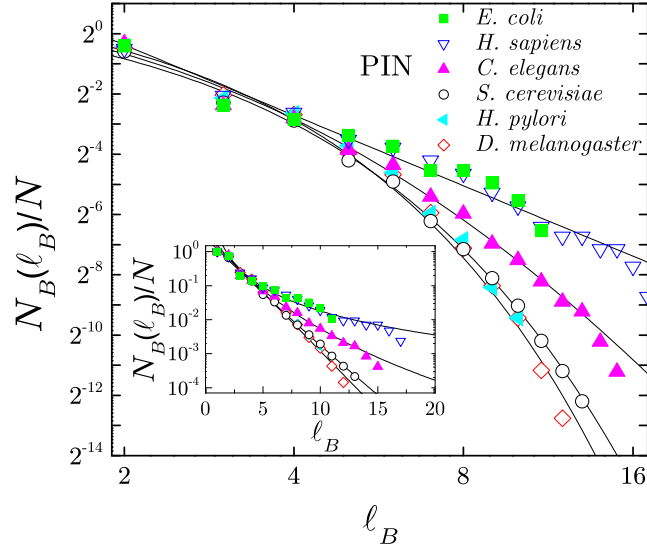 2^0
2^-2
2^-4
2^-6
2^-8
2^-10
2^-12
2^-14
N_B(ℓ_B)/N
PIN
E. coli
H. sapiens
C. elegans
S. cerevisiae
H. pylori
D. melanogaster
10^0
10^-1
10^-2
10^-3
10^-4
N_B(ℓ_B)/N
0 5 10 15 20
ℓ_B
2 4 8 16
ℓ_B